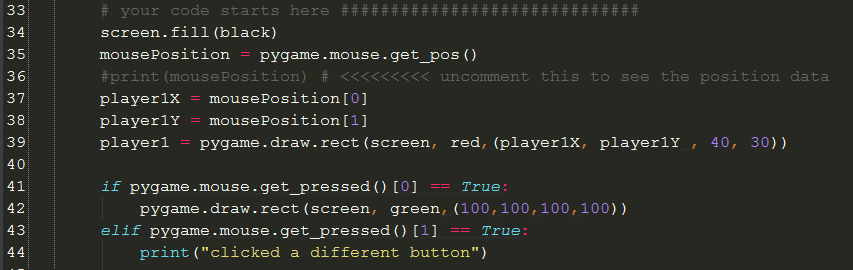 33 # your code starts here ##############################
34 screen.fill(black)
35 mousePosition = pygame.mouse.get_pos()
36 #print(mousePosition) # <<<<<<<<< uncomment this to see the position data
37 player1X = mousePosition[0]
38 player1Y = mousePosition[1]
39 player1 = pygame.draw.rect(screen, red,(player1X, player1Y , 40, 30))
40
41 if pygame.mouse.get_pressed()[0] == True:
42 pygame.draw.rect(screen, green,(100,100,100,100))
43 elif pygame.mouse.get_pressed()[1] == True:
44 print("clicked a different button")